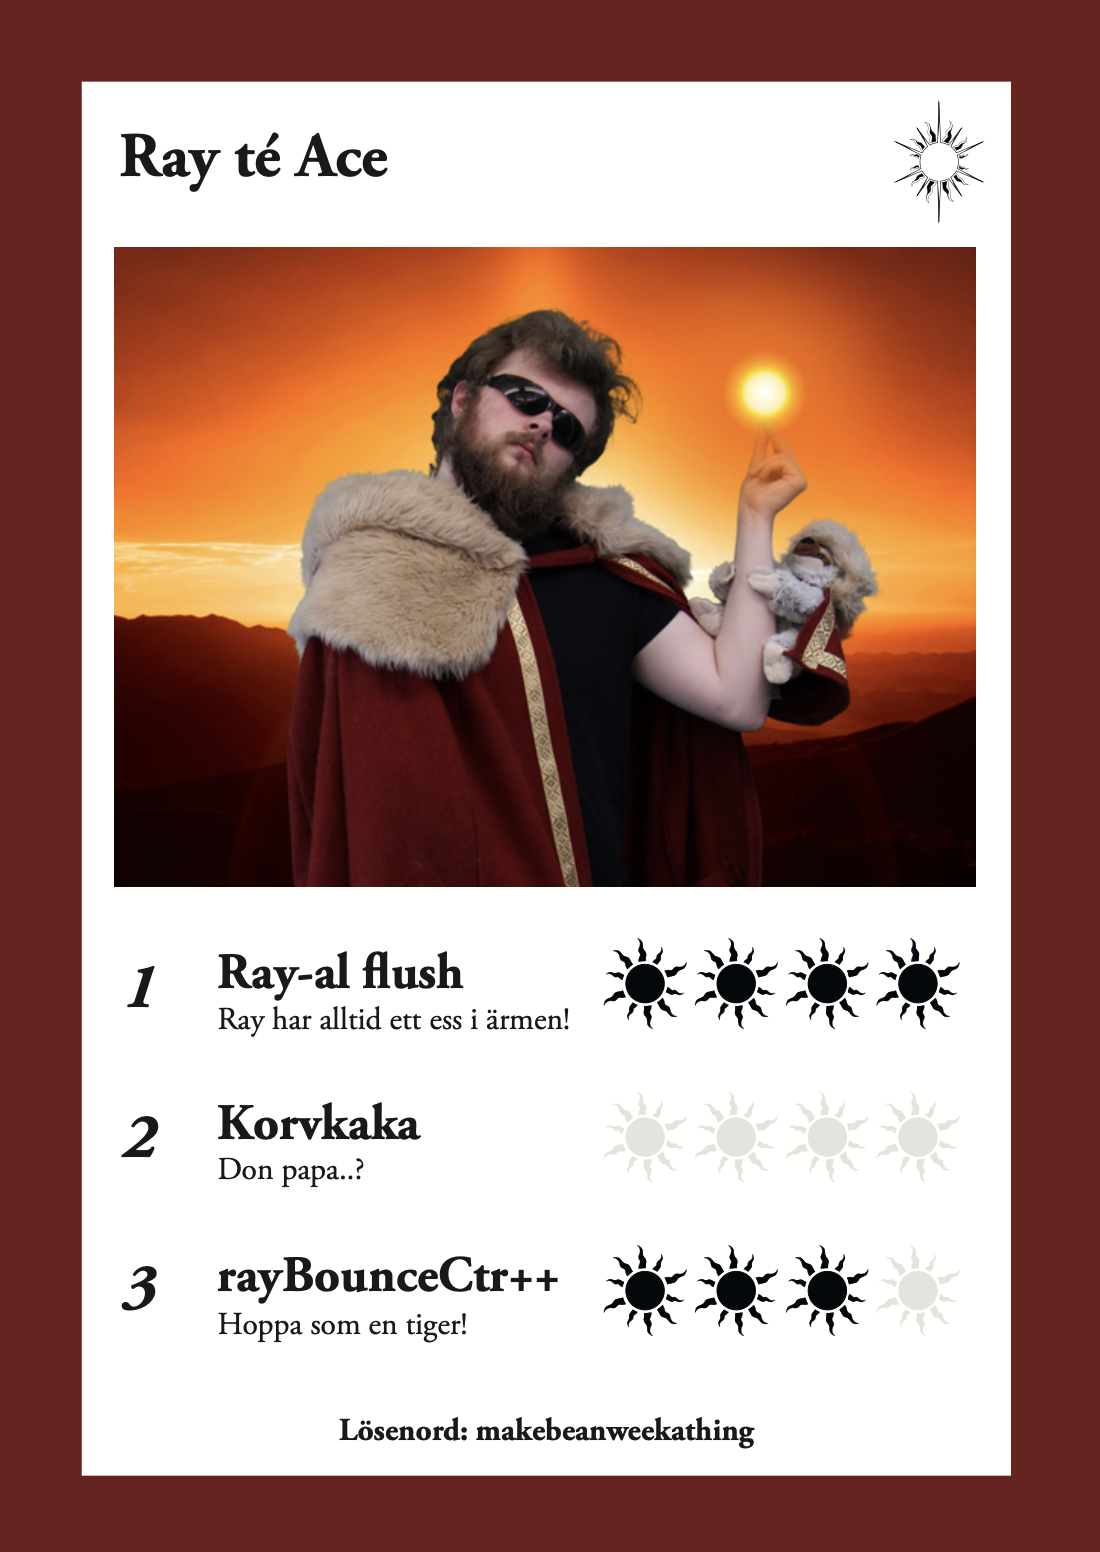 Ray té Ace
1 Ray-al flush
Ray har alltid ett ess i ärmen!
2 Korvkaka
Don papa..?
3 rayBounceCtr++
Hoppa som en tiger!
Lösenord: makebeanweekathing